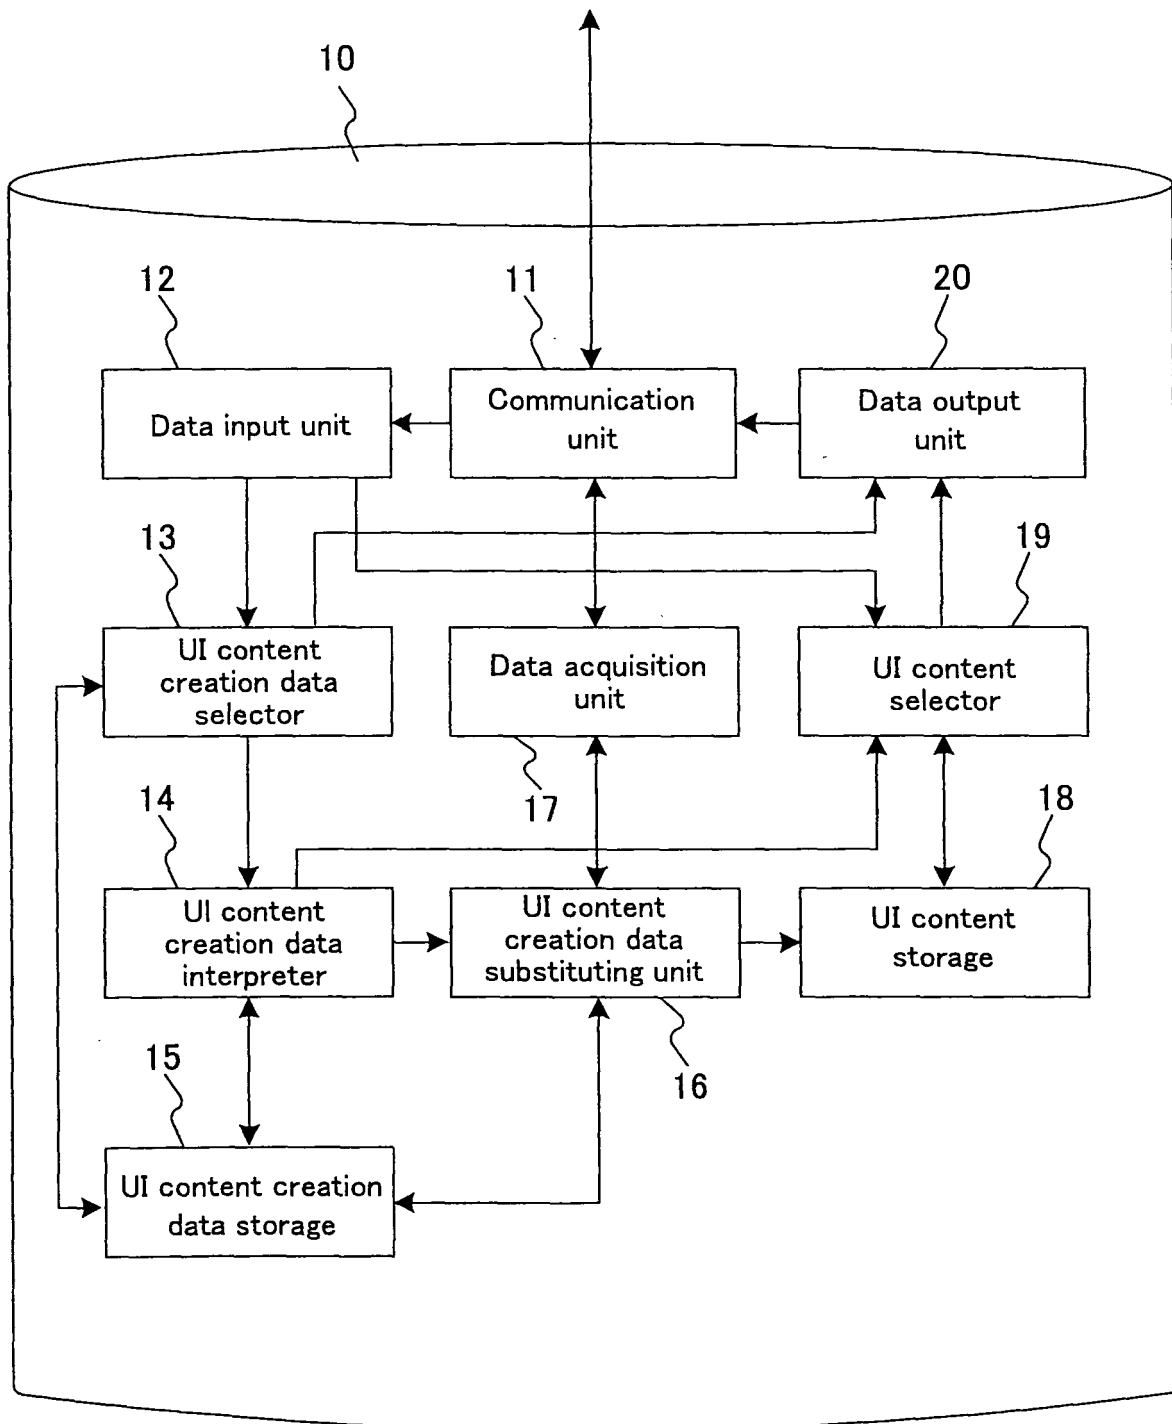 10
12
11
20
Data input unit
Communication
unit
Data output
unit
13
19
UI content
creation data
selector
Data acquisition
unit
UI content
selector
14
17
18
UI content
creation data
interpreter
UI content
creation data
substituting unit
UI content
storage
15
16
UI content creation
data storage